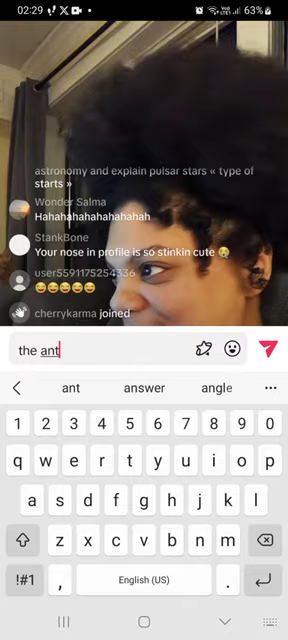 02:29
63%
astronomy and explain pulsar stars « type of
starts »
Wonder Salma
Hahahahahahahahahah
StankBone
Your nose in profile is so stinkin cute 😭
user5591175254336
😂😂😂😂😂
cherrykarma joined
the ant
ant answer angle
1 2 3 4 5 6 7 8 9 0
q w e r t y u i o p
a s d f g h j k l
z x c v b n m
!#1 , English (US) .